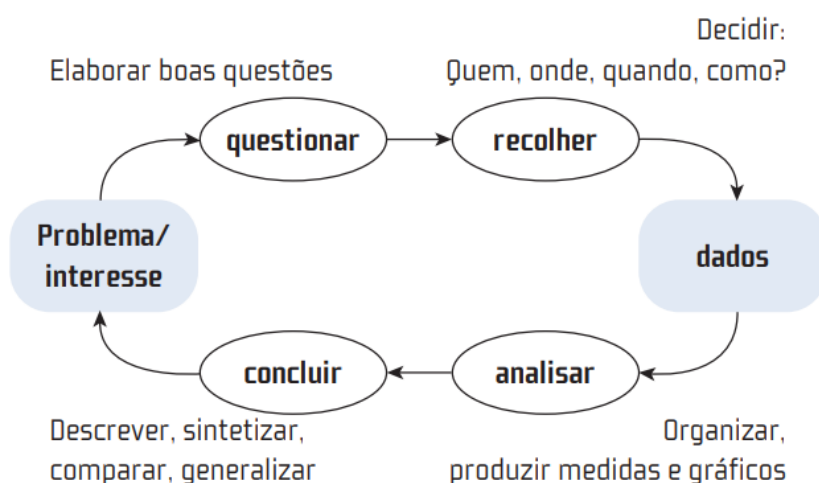 Decidir:
Elaborar boas questões
Quem, onde, quando, como?
questionar
recolher
Problema/
interesse
dados
concluir
analisar
Descrever, sintetizar,
comparar, generalizar
Organizar,
produzir medidas e gráficos